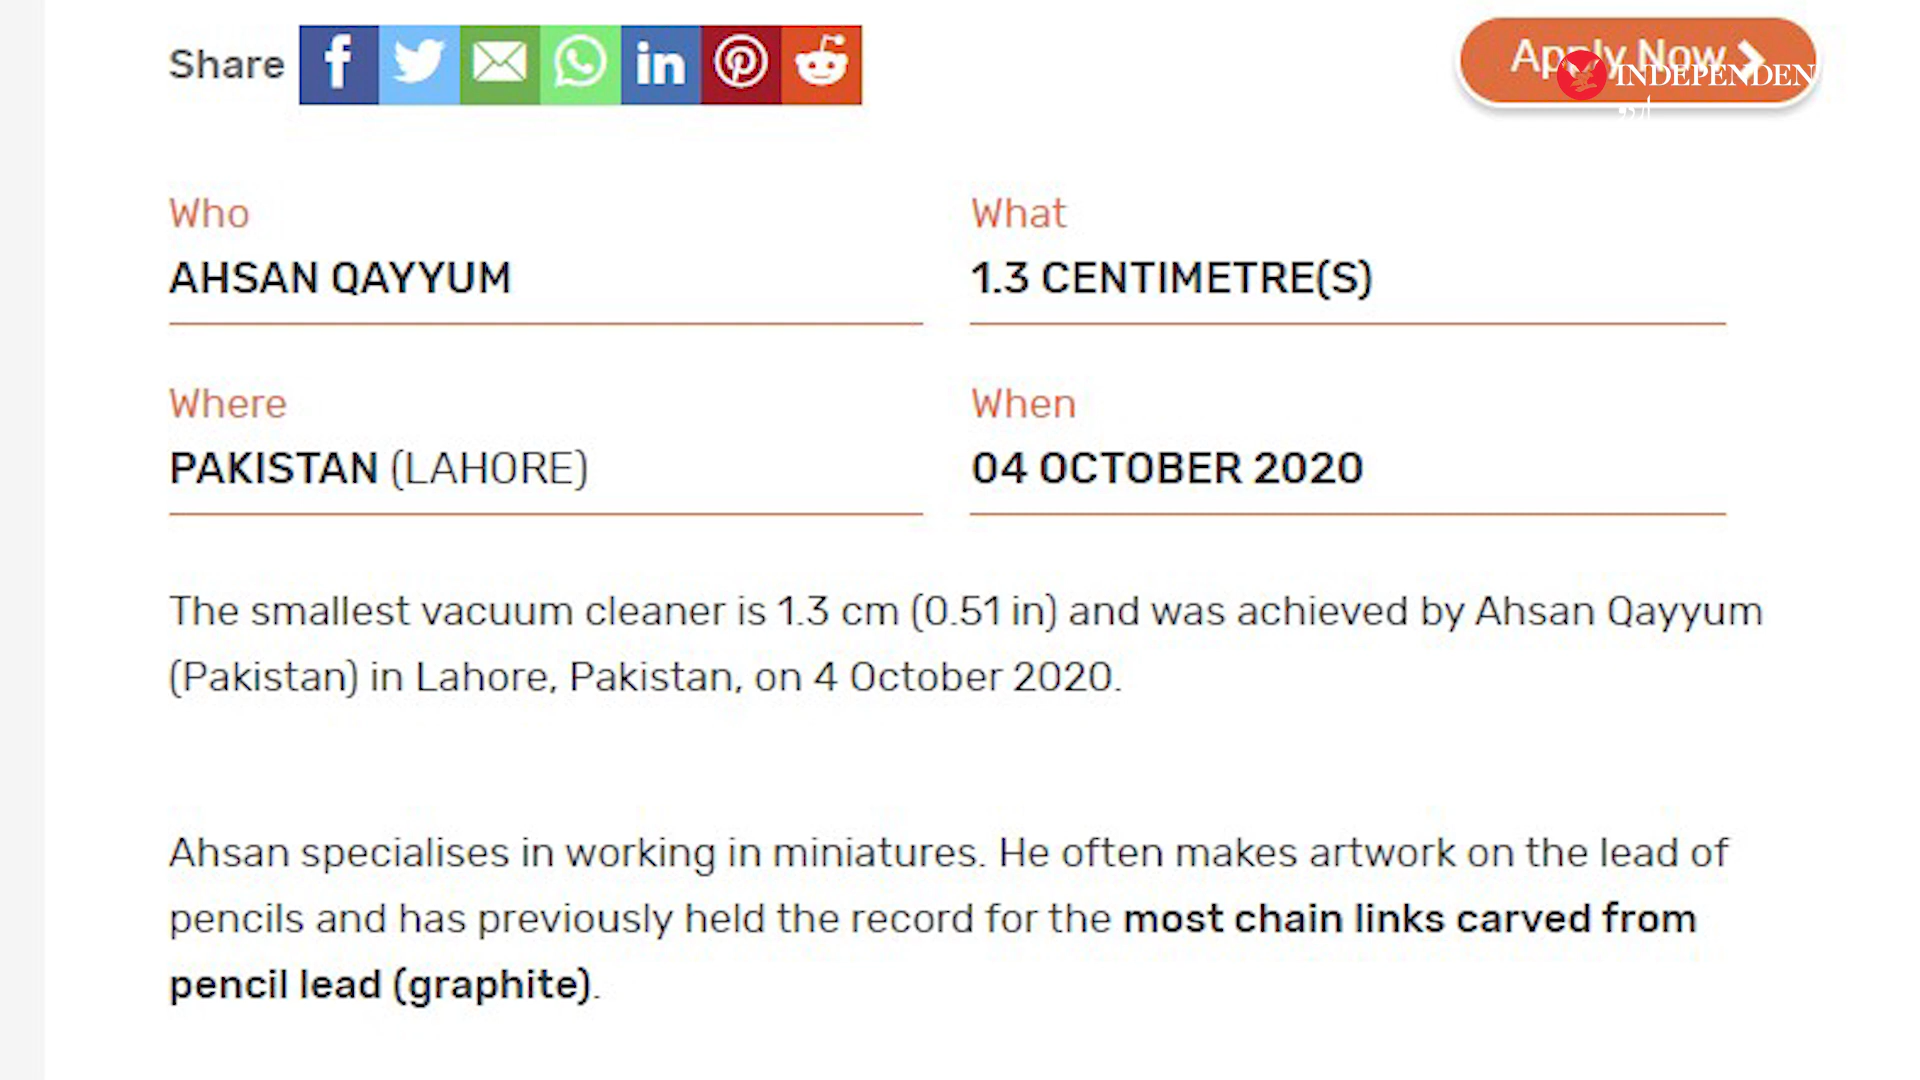 Share
Apply Now
INDEPENDEN
اردو
Who
AHSAN QAYYUM
What
1.3 CENTIMETRE(S)
Where
PAKISTAN (LAHORE)
When
04 OCTOBER 2020
The smallest vacuum cleaner is 1.3 cm (0.51 in) and was achieved by Ahsan Qayyum
(Pakistan) in Lahore, Pakistan, on 4 October 2020.
Ahsan specialises in working in miniatures. He often makes artwork on the lead of
pencils and has previously held the record for the most chain links carved from
pencil lead (graphite).